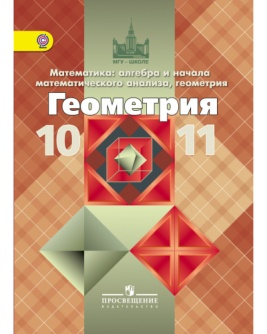 МГУ – ШКОЛЕ
Математика: алгебра и начала
математического анализа, геометрия
Геометрия
10 11
ПРОСВЕЩЕНИЕ
ИЗДАТЕЛЬСТВО